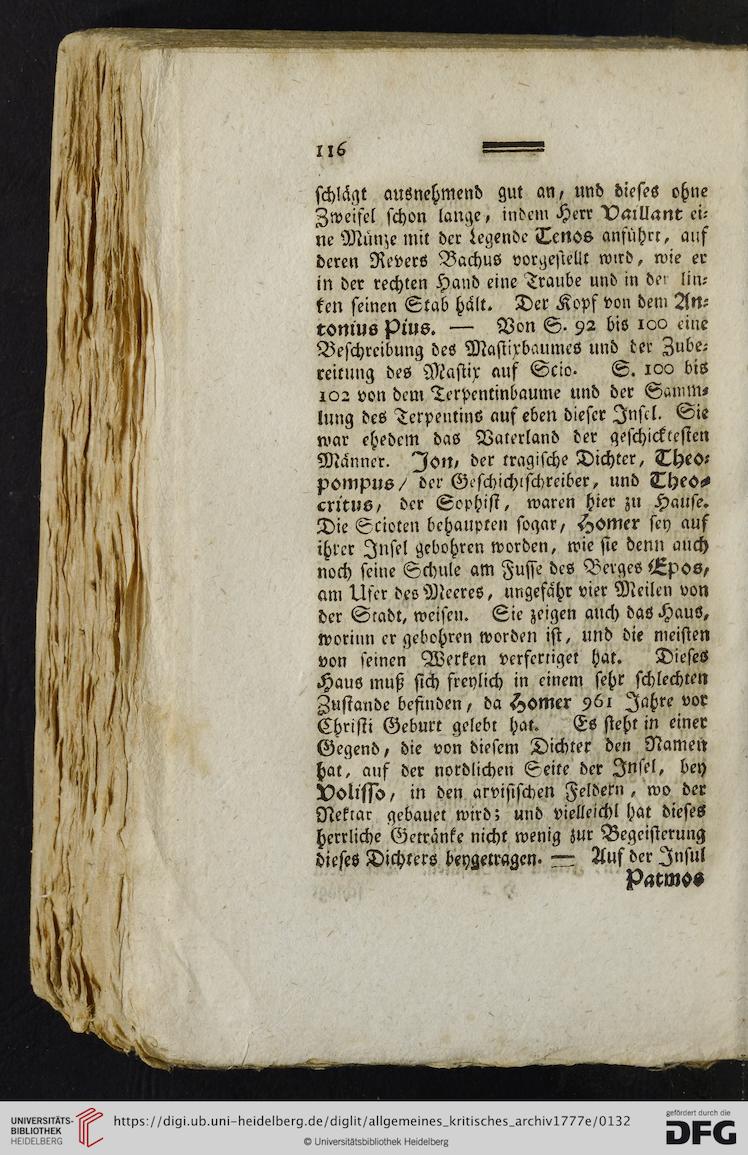 116
schlägt ausnehmend gut an, und dieses ohne
Zweifel schon lange, indem Herr Vaillant ei-
ne Münze mit der Legende Tenos anführt, auf
deren Revers Bachus vorgestellt wird, wie er
in der rechten Hand eine Traube und in der lin-
ken seinen Stab hält. Der Kopf von dem An-
tonius Pius. — Von S. 92 bis 100 eine
Beschreibung des Mastixbaumes und der Zube-
reitung des Mastix auf Scio. S. 100 bis
102 von dem Terpentinbaume und der Samm-
lung des Terpentins auf eben dieser Insel. Sie
war ehedem das Vaterland der geschicktesten
Männer. Jon, der tragische Dichter, Theo-
pompus, der Geschichtschreiber, und Theo-
critus, der Sophist, waren hier zu Hause.
Die Scioten behaupten sogar, Homer sey auf
ihrer Insel gebohren worden, wie sie denn auch
noch seine Schule am Fusse des Berges Epos,
am Ufer des Meeres, ungefähr vier Meilen von
der Stadt, weisen. Sie zeigen auch das Haus,
worinn er gebohren worden ist, und die meisten
von seinen Werken verfertiget hat. Dieses
Haus muß sich freylich in einem sehr schlechten
Zustande befinden, da Homer 961 Jahre vor
Christi Geburt gelebt hat. Es steht in einer
Gegend, die von diesem Dichter den Namen
hat, auf der nordlichen Seite der Insel, bey
Volisso, in den arvisischen Feldern, wo der
Nektar gebauet wird; und vielleichl hat dieses
herrliche Getränke nicht wenig zur Begeisterung
dieses Dichters beygetragen. — Auf der Insul
Patmos
UNIVERSITÄTS-
BIBLIOTHEK
HEIDELBERG
https://digi.ub.uni-heidelberg.de/diglit/allgemeines_kritisches_archiv1777e/0132
© Universitätsbibliothek Heidelberg
gefördert durch die
DFG